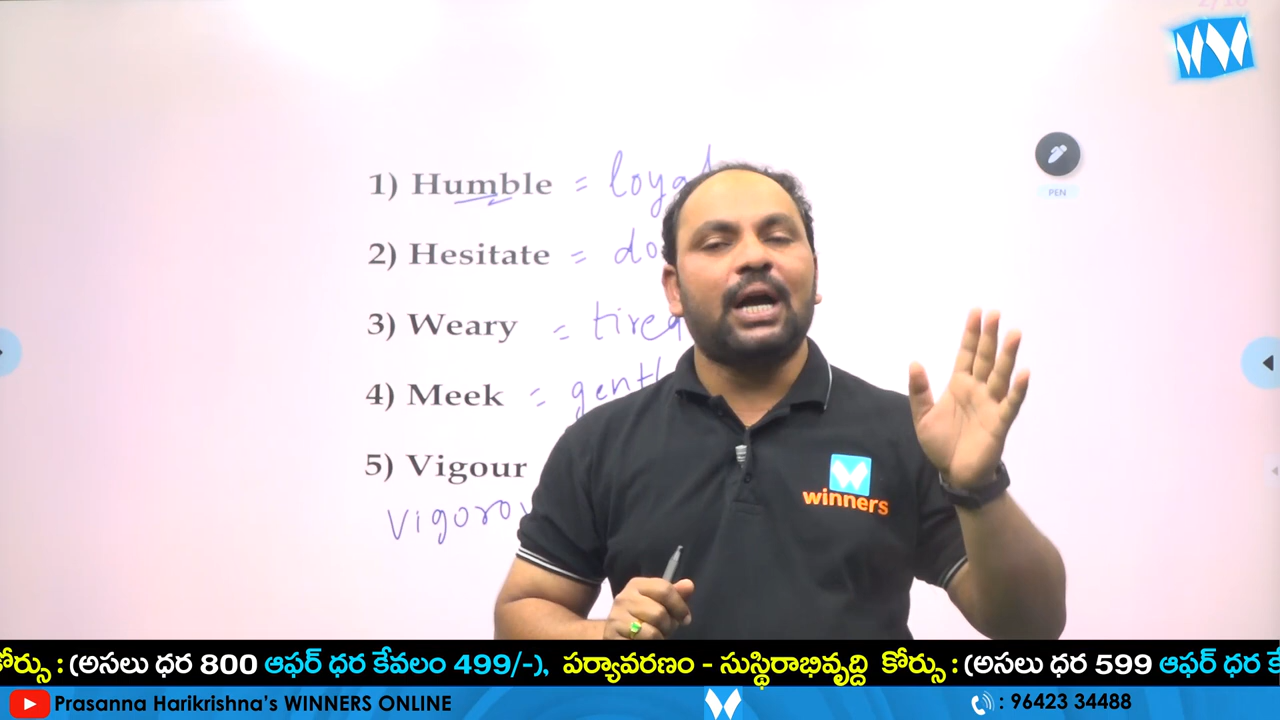 1) Humble =
2) Hesitate =
3) Weary = tired
4) Meek =
5) Vigour
PEN
winners
కోర్సు : (అసలు ధర 800 ఆఫర్ ధర కేవలం 499/-), పర్యావరణం - సుస్థిరాభివృద్ధి కోర్సు : (అసలు ధర 599 ఆఫర్ ధర
Prasanna Harikrishna's WINNERS ONLINE
: 96423 34488